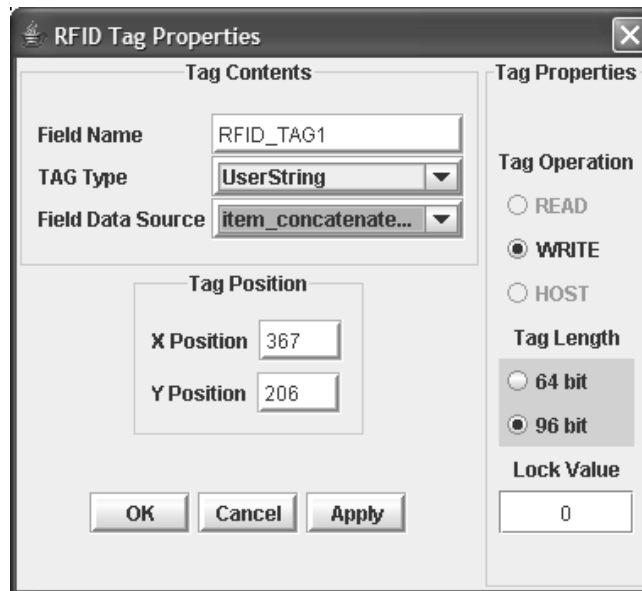 RFID Tag Properties
Tag Contents
Field Name RFID_TAG1
TAG Type UserString
Field Data Source item_concatenate...
Tag Position
X Position 367
Y Position 206
OK Cancel Apply
Tag Properties
Tag Operation
READ
WRITE
HOST
Tag Length
64 bit
96 bit
Lock Value
0